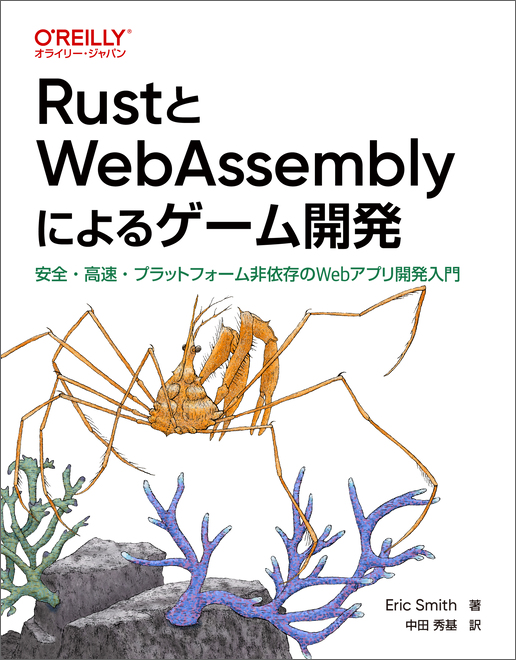 O'REILLY®
オライリー・ジャパン
Rustと
WebAssembly
によるゲーム開発
安全・高速・プラットフォーム非依存のWebアプリ開発入門
Eric Smith 著
中田 秀基 訳